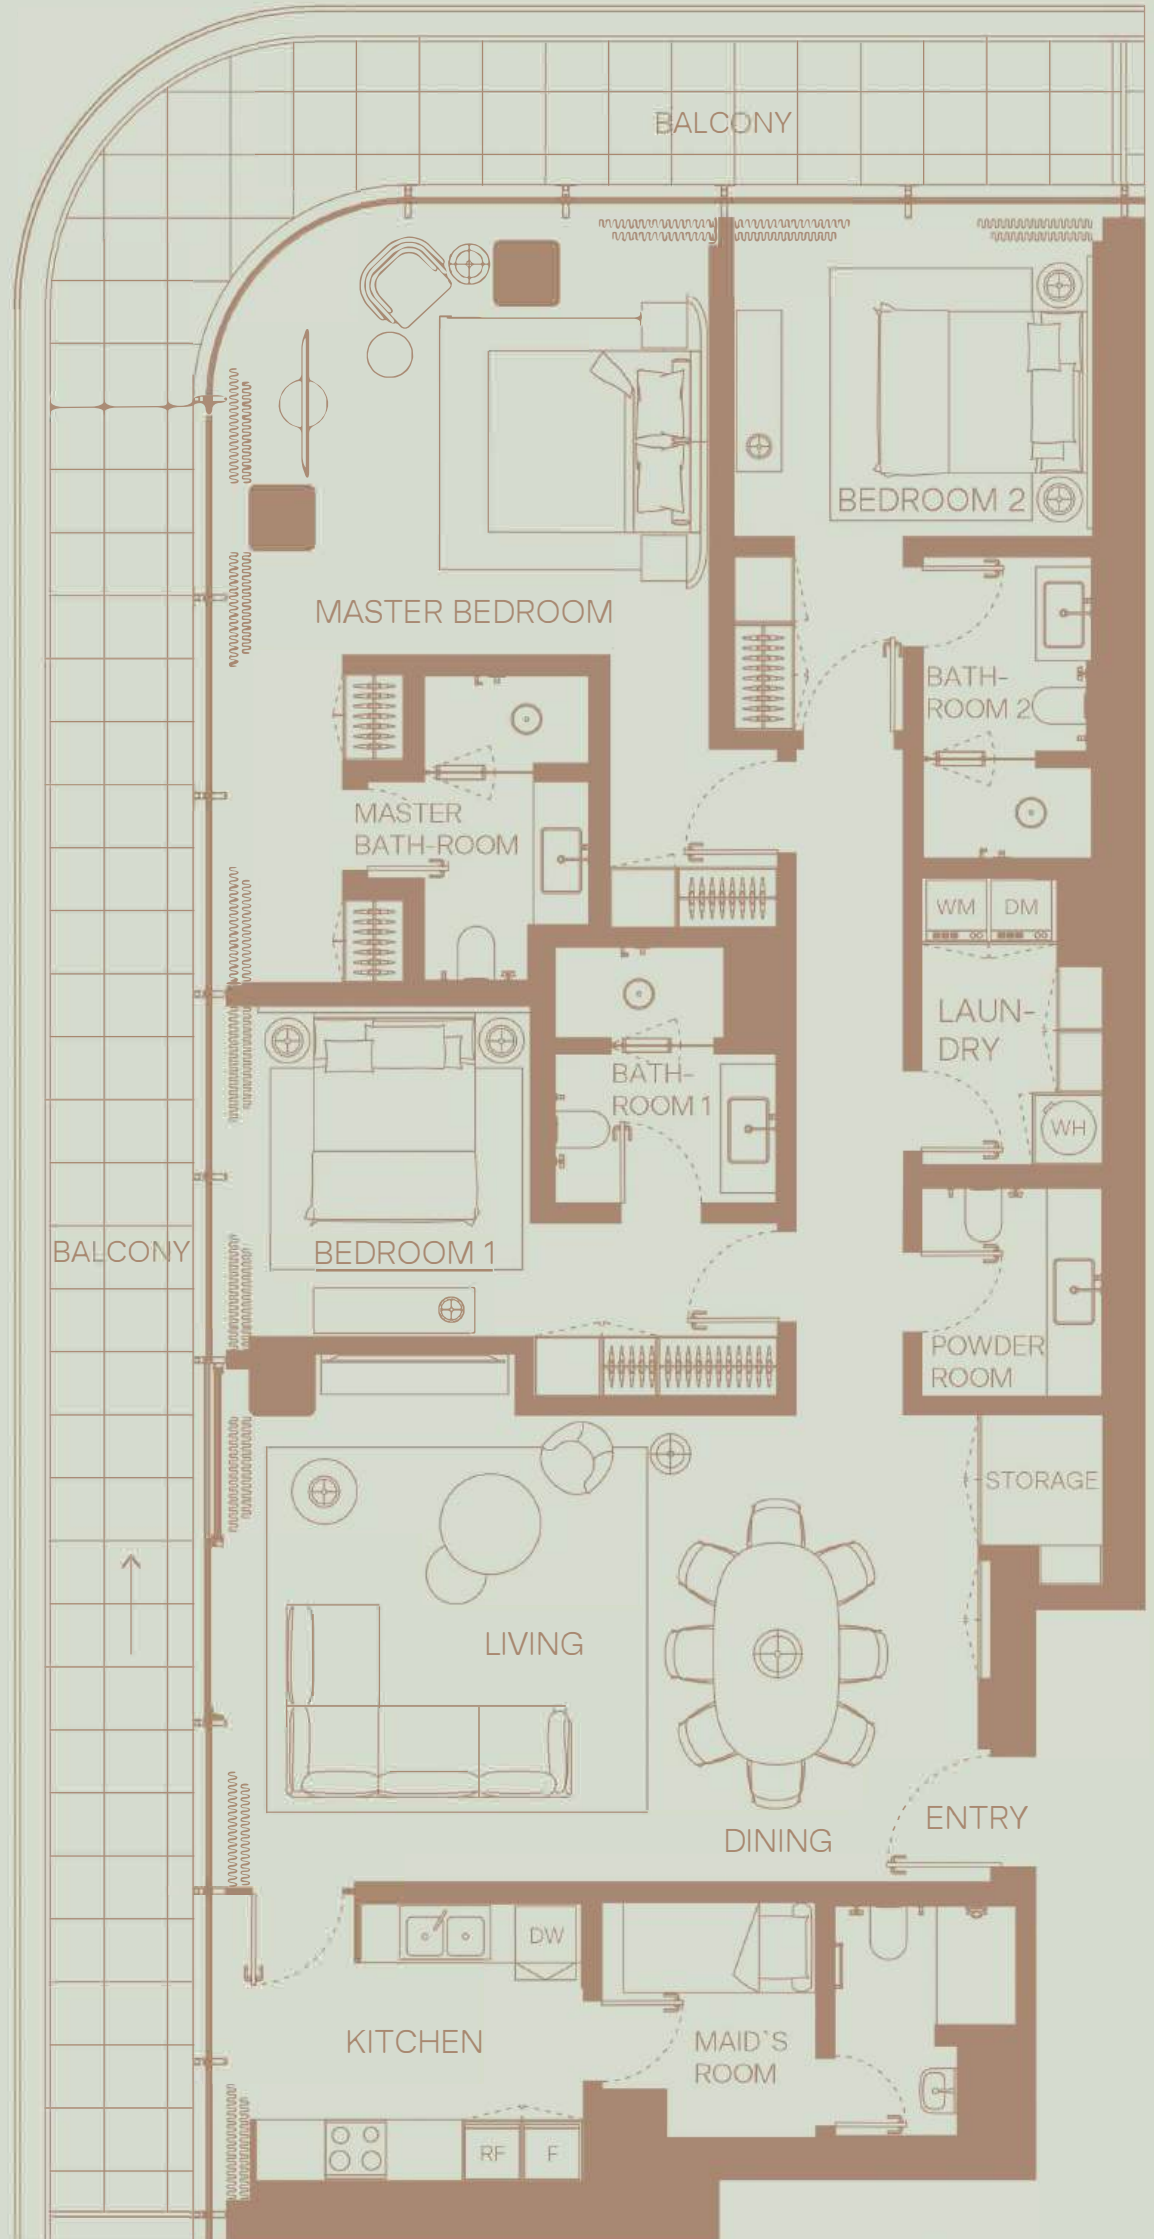 BALCONY
BEDROOM 2
MASTER BEDROOM
BATH-
ROOM 2
MASTER
BATH-ROOM
WM
DM
LAUN-
DRY
BATH-
ROOM 1
WH
BALCONY
BEDROOM 1
POWDER
ROOM
STORAGE
LIVING
ENTRY
DINING
DW
KITCHEN
MAID`S
ROOM
RF
F